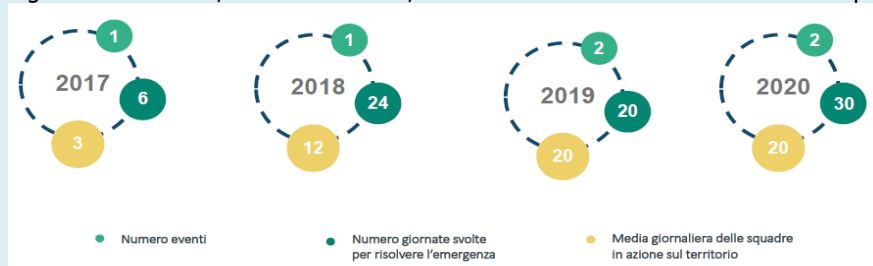 1 1 2 2
2017 2018 2019 2020
6 24 20 30
3 12 20 20
Numero eventi
Numero giornate svolte
per risolvere l'emergenza
Media giornaliera delle squadre
in azione sul territorio